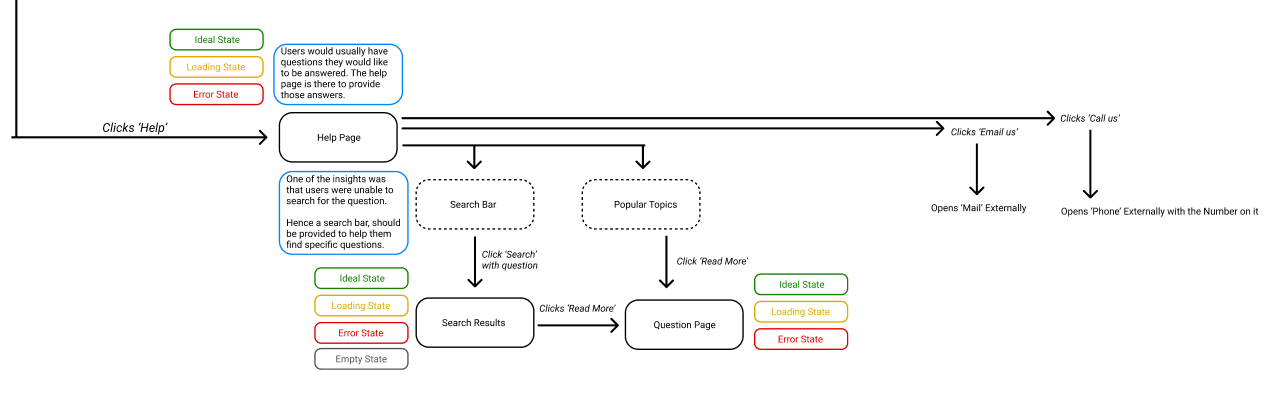 Ideal State
Loading State
Error State
Users would usually have
questions they would like
to be answered. The help
page is there to provide
those answers.
Clicks ‘Help’
Help Page
Clicks ‘Email us’
Clicks ‘Call us’
One of the insights was
that users were unable to
search for the question.
Hence a search bar, should
be provided to help them
find specific questions.
Search Bar
Popular Topics
Opens ‘Mail’ Externally
Opens ‘Phone’ Externally with the Number on it
Click ‘Search’
with question
Click ‘Read More’
Ideal State
Loading State
Error State
Empty State
Search Results
Clicks ‘Read More’
Question Page
Ideal State
Loading State
Error State